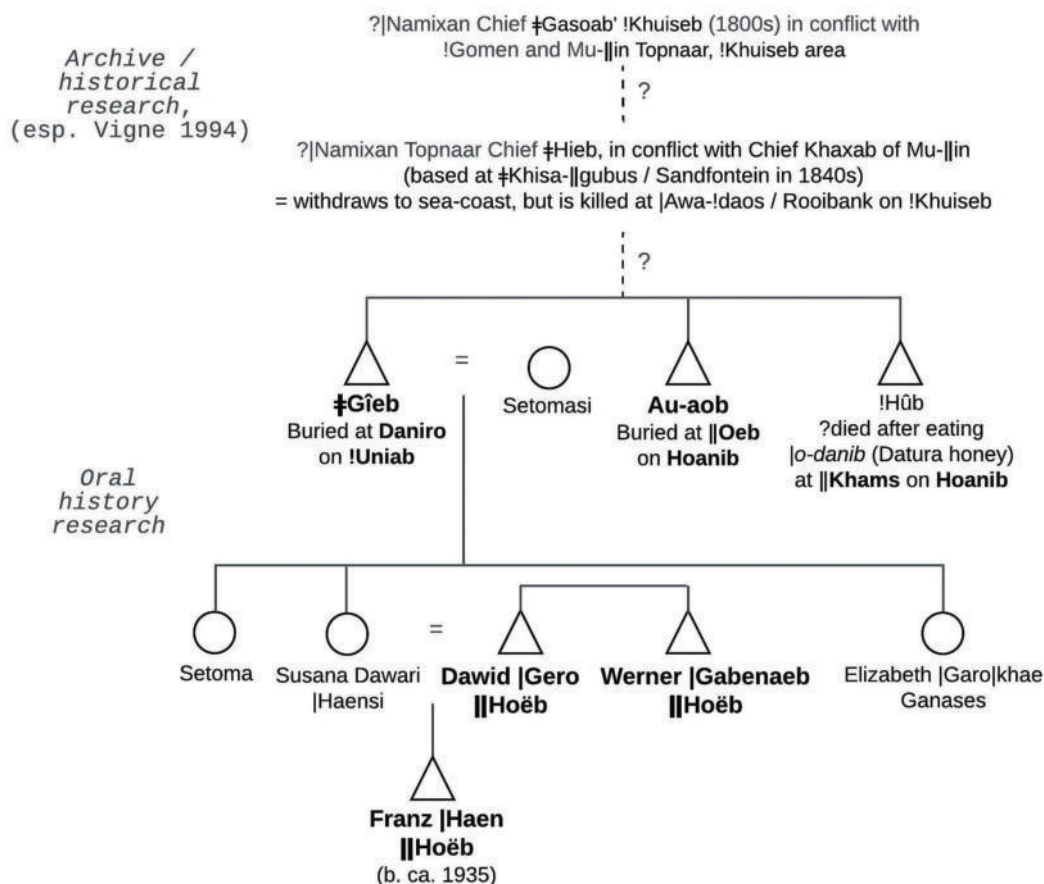 ?|Namixan Chief ǂGasoab' !Khuiseb (1800s) in conflict with
!Gomen and Mu-ǁin Topnaar, !Khuiseb area
Archive /
historical
research,
(esp. Vigne 1994)
?
?|Namixan Topnaar Chief ǂHieb, in conflict with Chief Khaxab of Mu-ǁin
(based at ǂKhisa-ǁgubus / Sandfontein in 1840s)
= withdraws to sea-coast, but is killed at |Awa-!daos / Rooibank on !Khuiseb
?
=
ǂGîeb
Buried at Daniro
on !Uniab
Setomasi
Au-aob
Buried at ǁOeb
on Hoanib
!Hûb
?died after eating
|o-danib (Datura honey)
at ǁKhams on Hoanib
Oral
history
research
=
Setoma
Susana Dawari
|Haensi
Dawid |Gero
ǁHoëb
Werner |Gabenaeb
ǁHoëb
Elizabeth |Garo|khae
Ganases
Franz |Haen
ǁHoëb
(b. ca. 1935)